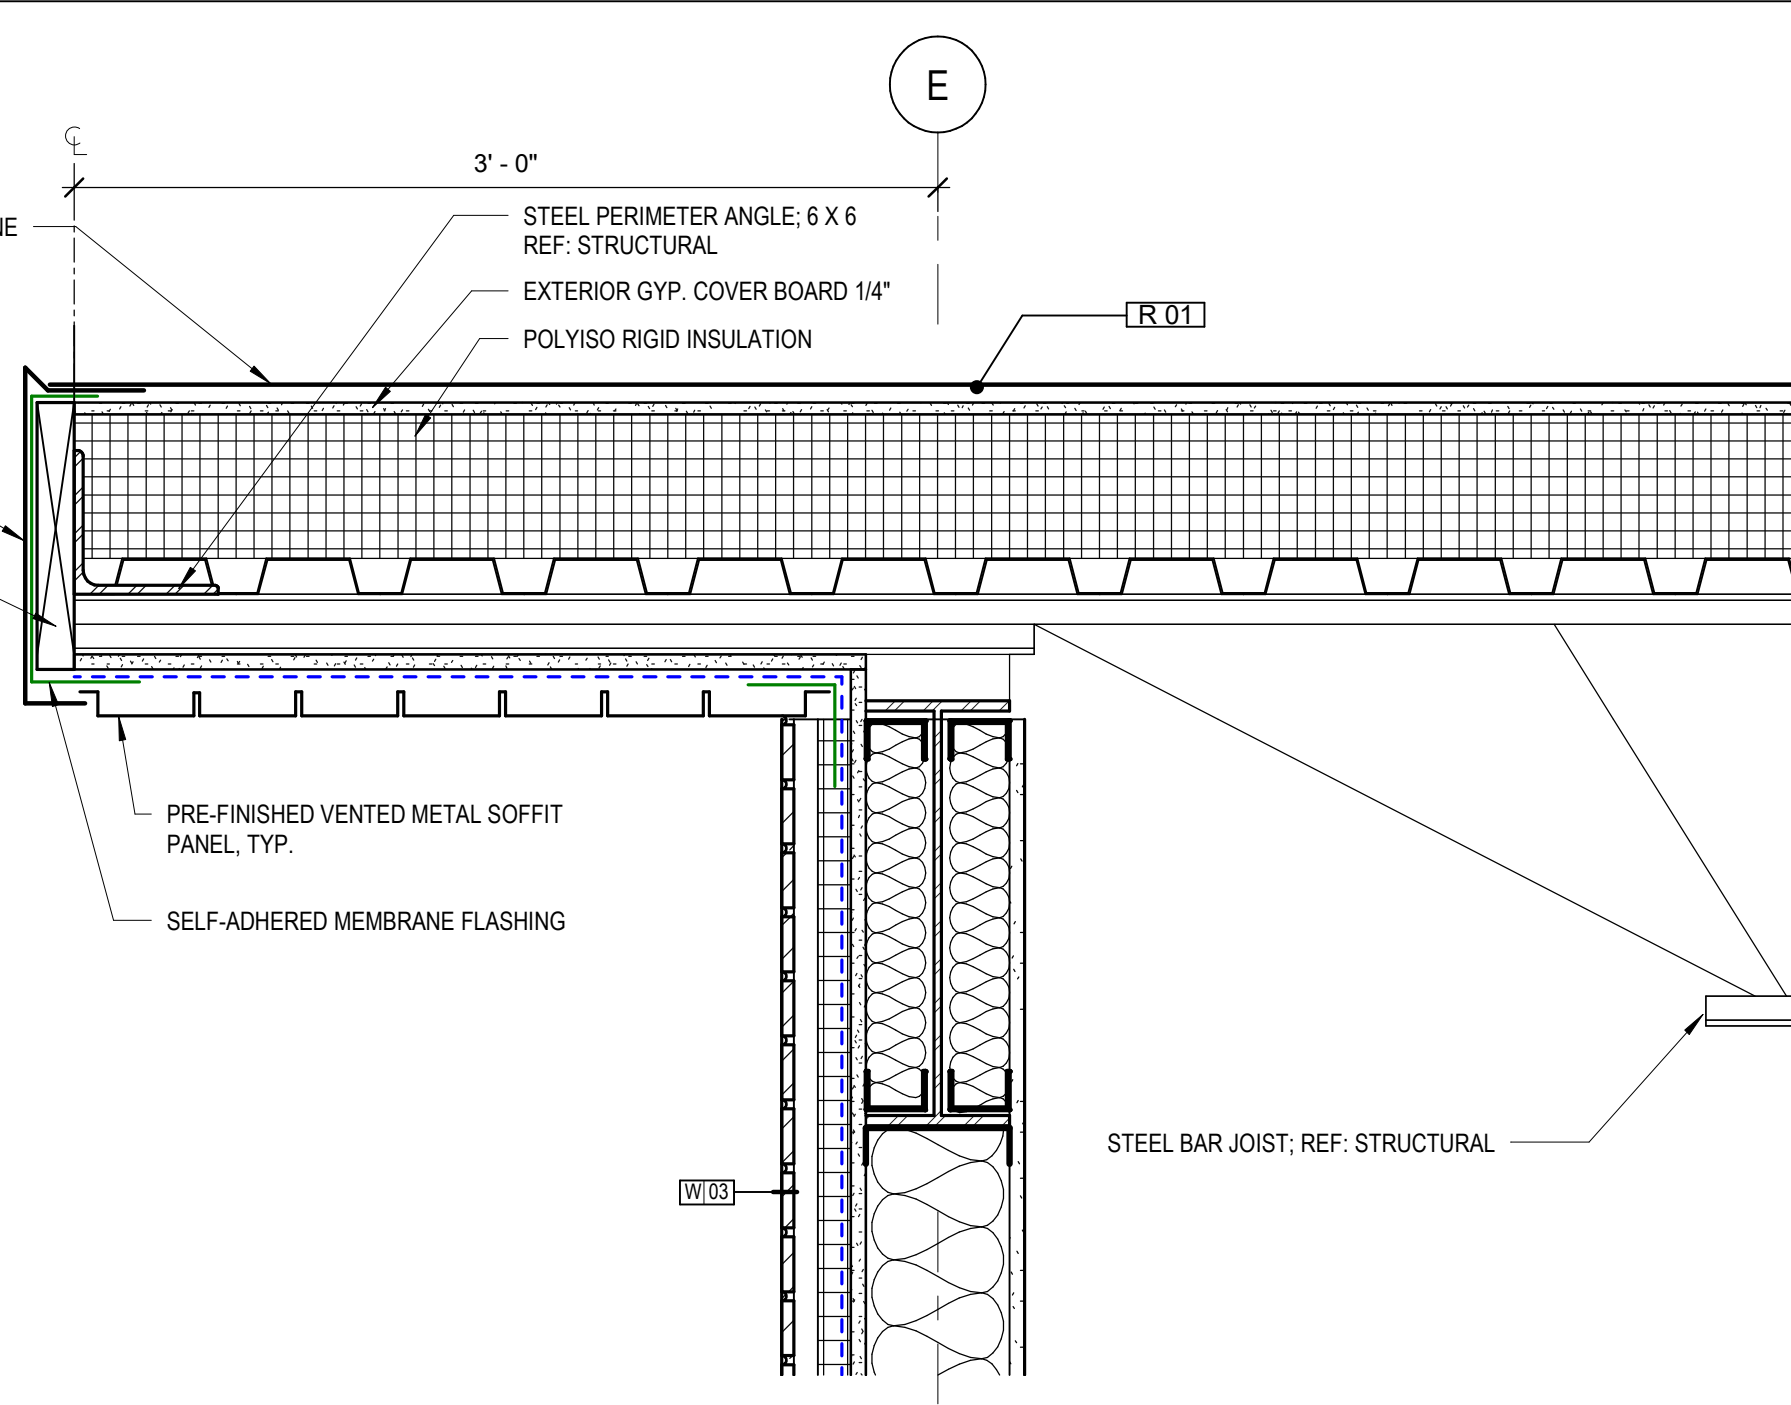 E
℄
3' - 0"
NE
STEEL PERIMETER ANGLE; 6 X 6
REF: STRUCTURAL
EXTERIOR GYP. COVER BOARD 1/4"
POLYISO RIGID INSULATION
R 01
PRE-FINISHED VENTED METAL SOFFIT
PANEL, TYP.
SELF-ADHERED MEMBRANE FLASHING
STEEL BAR JOIST; REF: STRUCTURAL
W 03